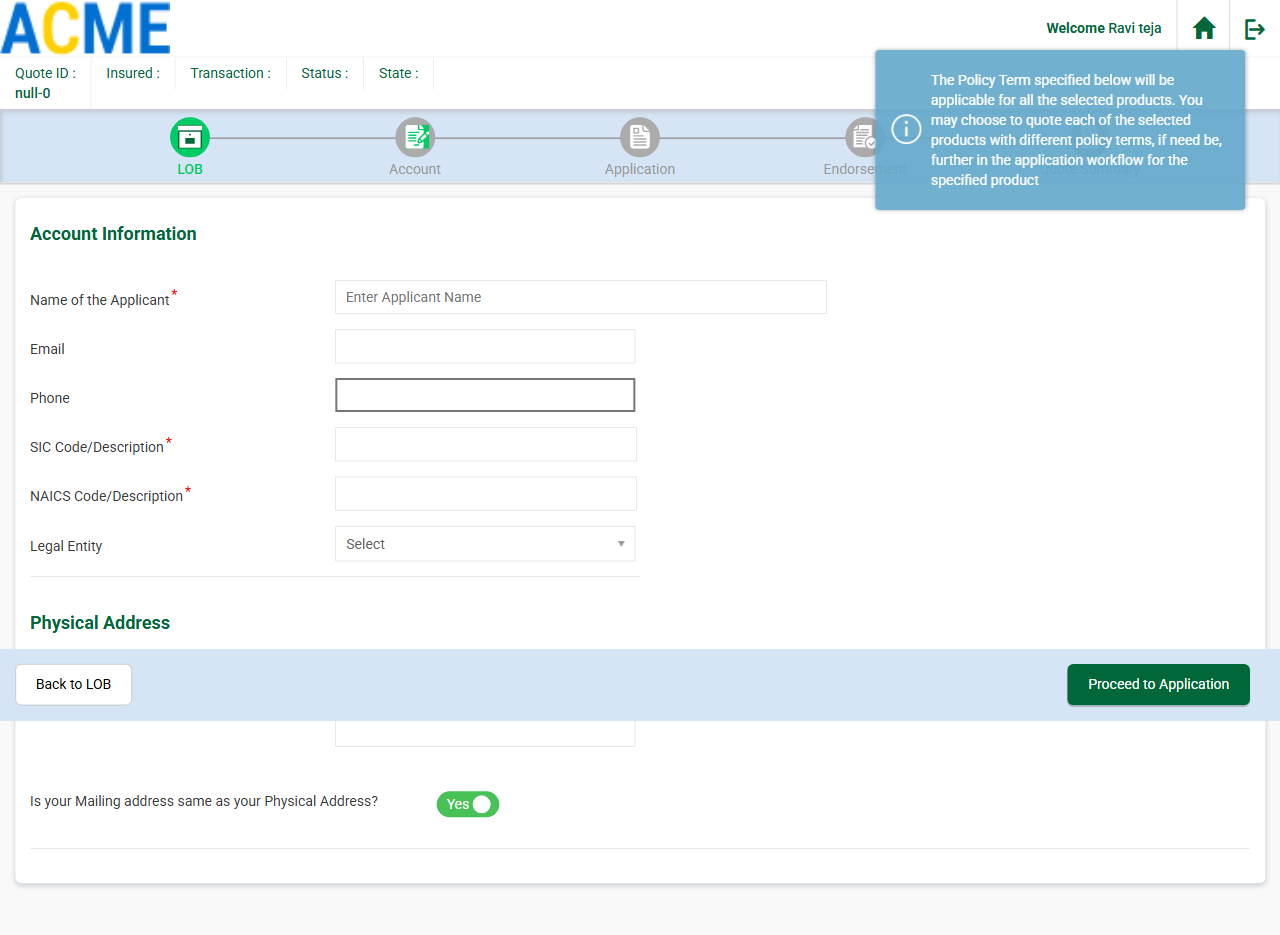 ACME
Welcome Ravi teja
Quote ID :
null-0
Insured :
Transaction :
Status :
State :
The Policy Term specified below will be
applicable for all the selected products. You
may choose to quote each of the selected
products with different policy terms, if need be,
further in the application workflow for the
specified product
LOB
Account
Application
Endorsement
Quote Summary
Account Information
Name of the Applicant*
Enter Applicant Name
Email
Phone
SIC Code/Description*
NAICS Code/Description*
Legal Entity
Select
Physical Address
Back to LOB
Proceed to Application
Is your Mailing address same as your Physical Address?
Yes